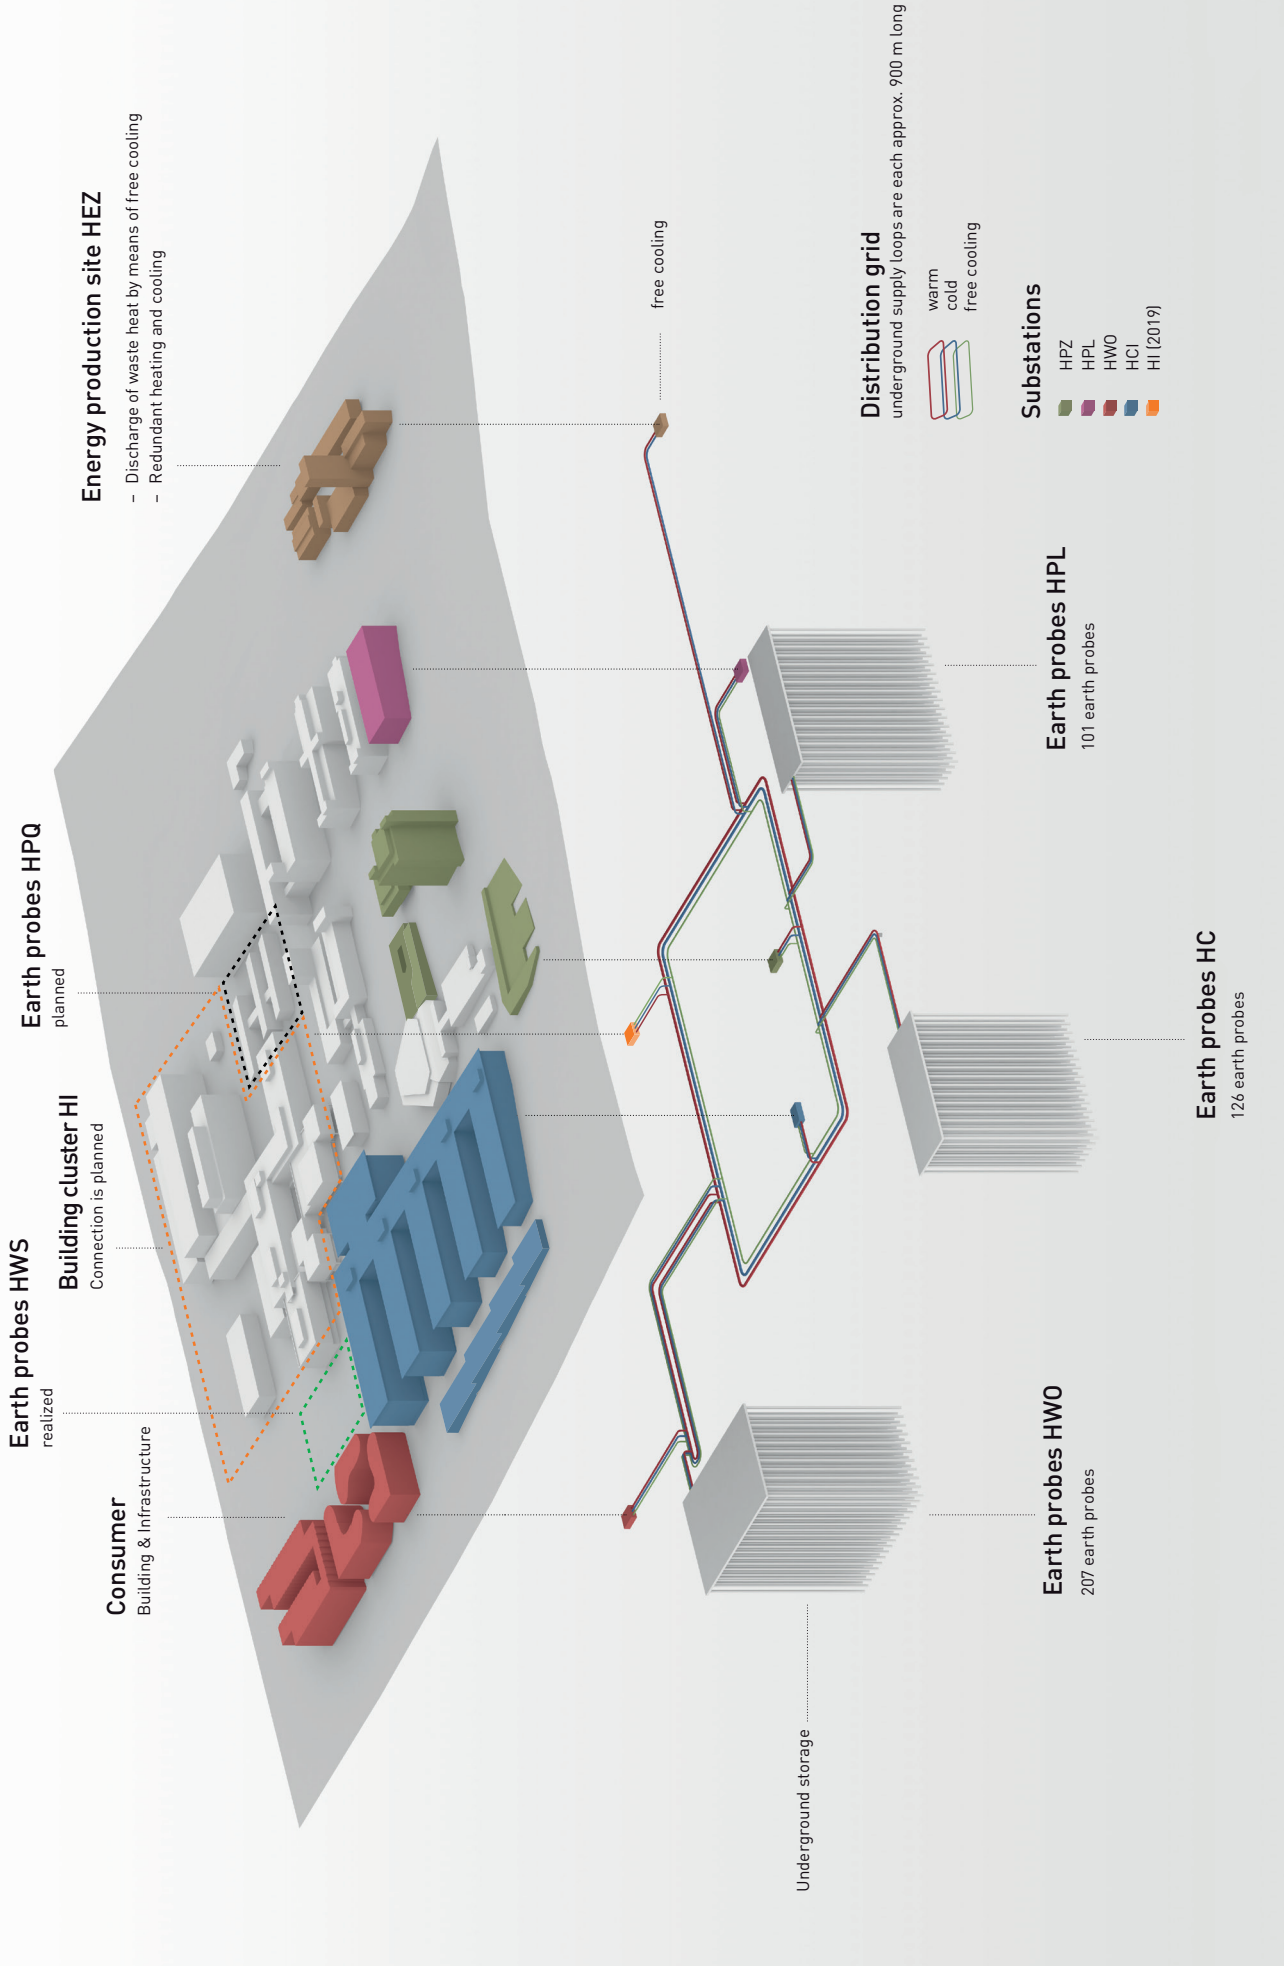 Earth probes HWS
realized
Earth probes HPQ
planned
Building cluster HI
Connection is planned
Energy production site HEZ
– Discharge of waste heat by means of free cooling
– Redundant heating and cooling
Consumer
Building & Infrastructure
free cooling
Underground storage
Distribution grid
underground supply loops are each approx. 900 m long
warm
cold
free cooling
Substations
HPZ
HPL
HWO
HCI
HI (2019)
Earth probes HWO
207 earth probes
Earth probes HPL
101 earth probes
Earth probes HC
126 earth probes